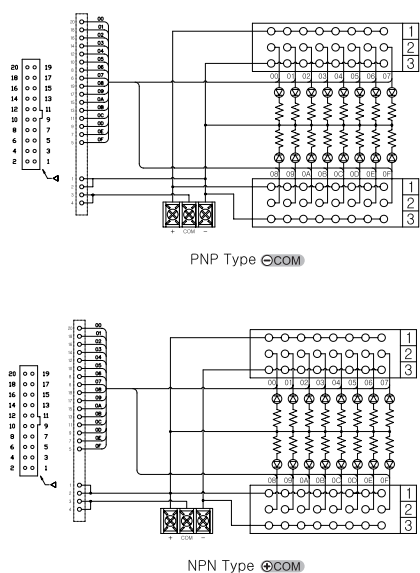 00
01
02
03
04
05
06
07
08
09
0A
0B
0C
0D
0E
0F
20 19
18 17
16 15
14 13
12 11
10 9
8 7
6 5
4 3
2 1
1
2
3
00 01 02 03 04 05 06 07
08 09 0A 0B 0C 0D 0E 0F
1
2
3
+ COM -
PNP Type ⊖COM
00
01
02
03
04
05
06
07
08
09
0A
0B
0C
0D
0E
0F
20 19
18 17
16 15
14 13
12 11
10 9
8 7
6 5
4 3
2 1
1
2
3
00 01 02 03 04 05 06 07
08 09 0A 0B 0C 0D 0E 0F
1
2
3
+ COM -
NPN Type ⊕COM